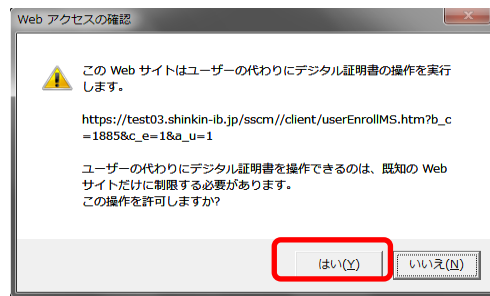 Web アクセスの確認
この Web サイトはユーザーの代わりにデジタル証明書の操作を実行
します。
https://test03.shinkin-ib.jp/sscm//client/userEnrollMS.htm?b_c
=1885&c_e=1&a_u=1
ユーザーの代わりにデジタル証明書を操作できるのは、既知の Web
サイトだけに制限する必要があります。
この操作を許可しますか?
はい(Y) いいえ(N)